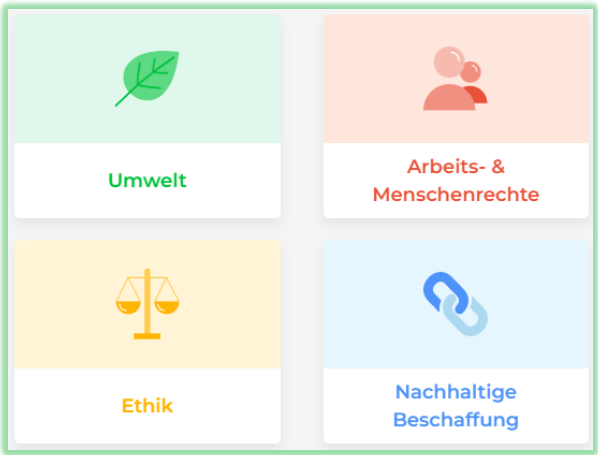 Umwelt
Arbeits- &
Menschenrechte
Ethik
Nachhaltige
Beschaffung